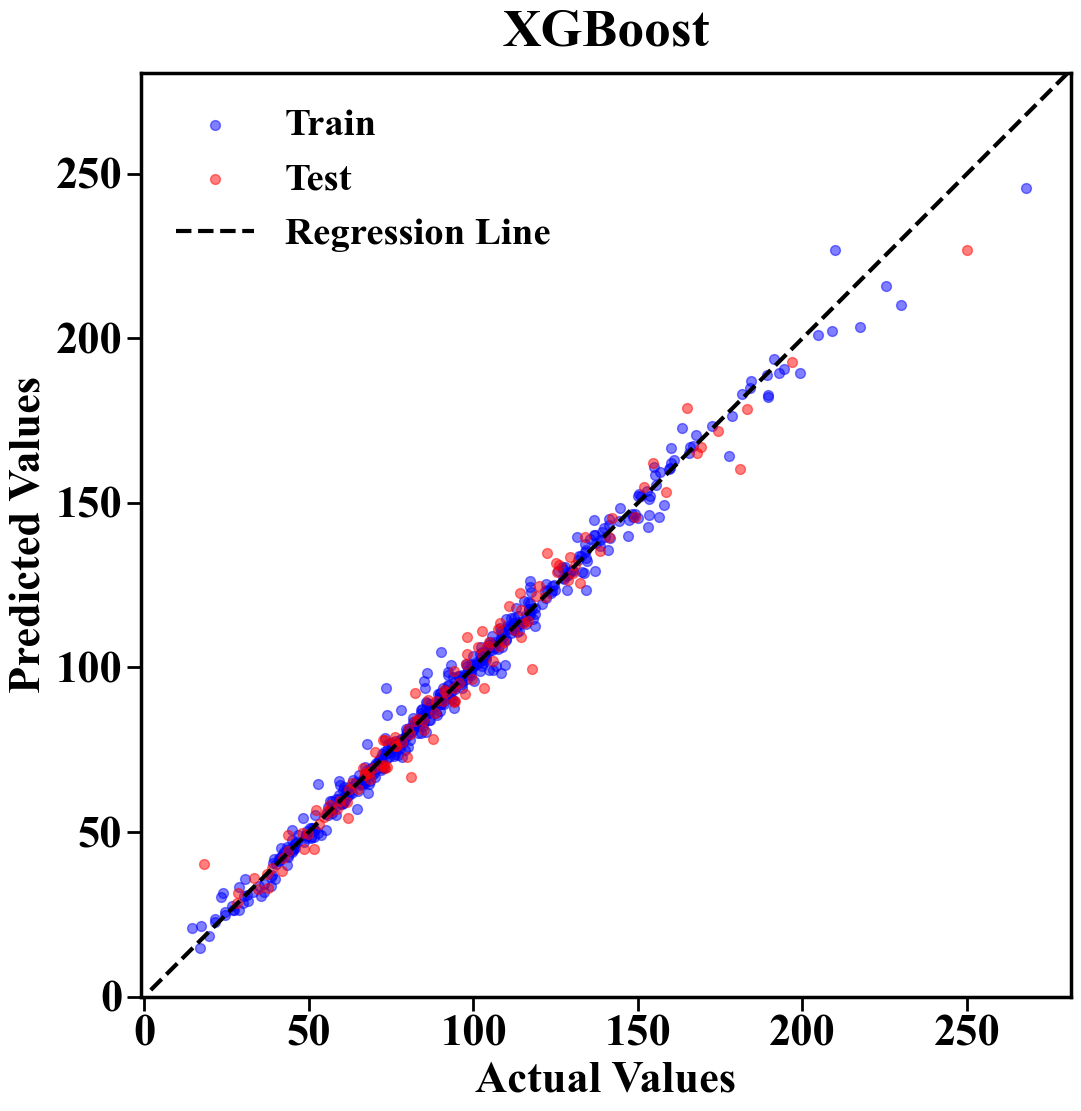 XGBoost
Train
Test
Regression Line
Predicted Values
250
200
150
100
50
0
0 50 100 150 200 250
Actual Values